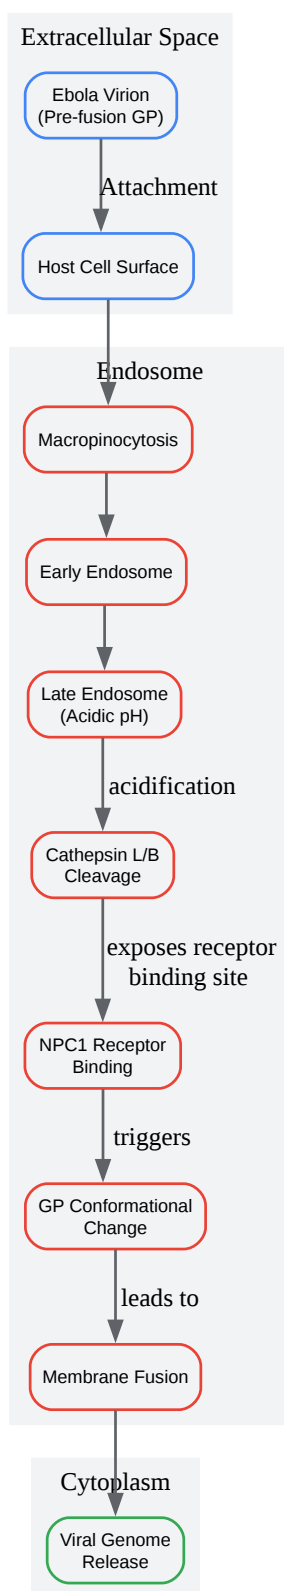 Extracellular Space
Ebola Virion
(Pre-fusion GP)
Attachment
Host Cell Surface
Endosome
Macropinocytosis
Early Endosome
Late Endosome
(Acidic pH)
acidification
Cathepsin L/B
Cleavage
exposes receptor
binding site
NPC1 Receptor
Binding
triggers
GP Conformational
Change
leads to
Membrane Fusion
Cytoplasm
Viral Genome
Release